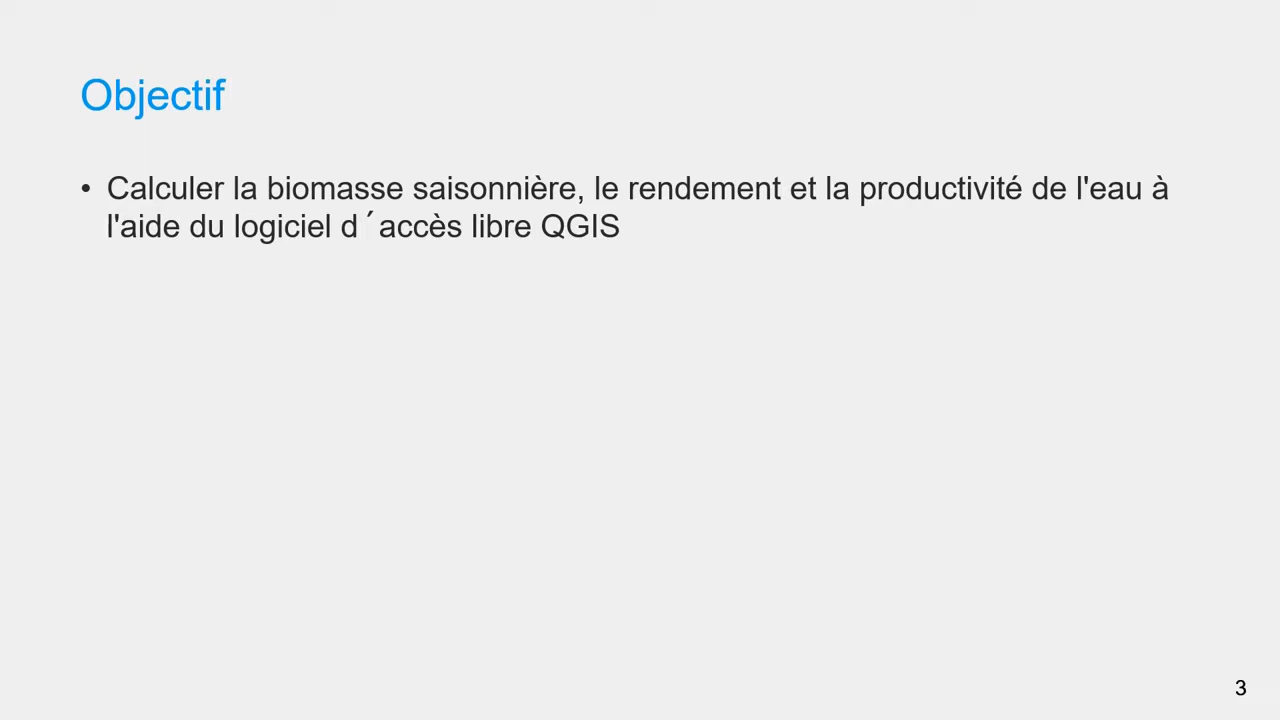 Objectif
• Calculer la biomasse saisonnière, le rendement et la productivité de l'eau à
l'aide du logiciel d´accès libre QGIS
3